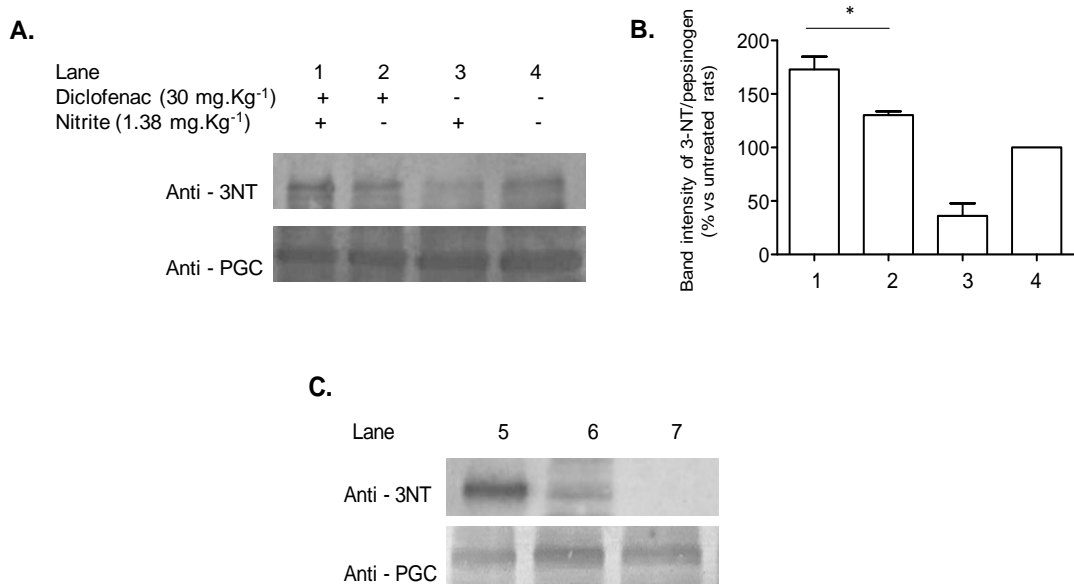 A.
Lane 1 2 3 4
Diclofenac (30 mg.Kg⁻¹) + + - -
Nitrite (1.38 mg.Kg⁻¹) + - + -
Anti - 3NT
Anti - PGC
B.
*
Band intensity of 3-NT/pepsinogen
(% vs untreated rats)
200
150
100
50
0
1 2 3 4
C.
Lane 5 6 7
Anti - 3NT
Anti - PGC